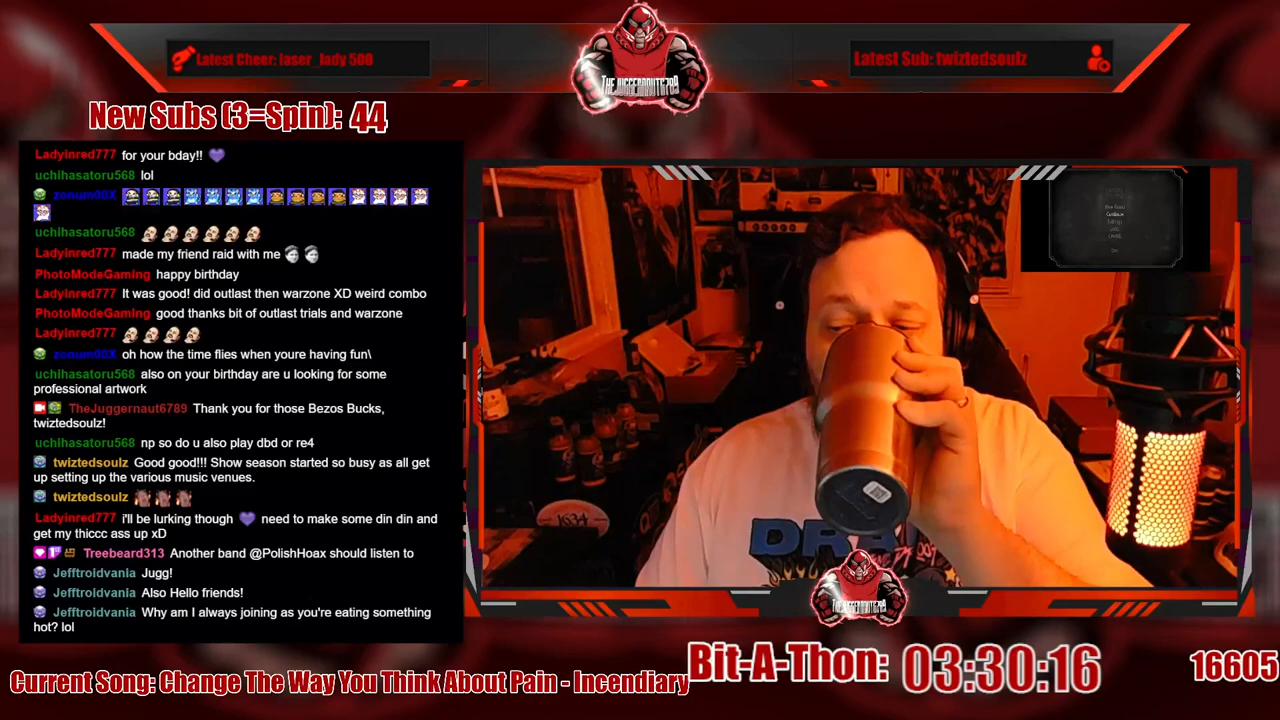 Latest Cheer: laser_lady 500
THEJUGGERNAUT6789
Latest Sub: twiztedsoulz
New Subs (3=Spin): 44
Ladyinred777 for your bday!!
uchihasatoru568 lol
zonum00X
uchihasatoru568
Ladyinred777 made my friend raid with me
PhotoModeGaming happy birthday
Ladyinred777 It was good! did outlast then warzone XD weird combo
PhotoModeGaming good thanks bit of outlast trials and warzone
Ladyinred777
zonum00X oh how the time flies when youre having fun\
uchihasatoru568 also on your birthday are u looking for some
professional artwork
TheJuggernaut6789 Thank you for those Bezos Bucks,
twiztedsoulz!
uchihasatoru568 np so do u also play dbd or re4
twiztedsoulz Good good!!! Show season started so busy as all get
up setting up the various music venues.
twiztedsoulz
Ladyinred777 i'll be lurking though need to make some din din and
get my thiccc ass up xD
Treebeard313 Another band @PolishHoax should listen to
Jefftroidvania Jugg!
Jefftroidvania Also Hello friends!
Jefftroidvania Why am I always joining as you're eating something
hot? lol
Continue
1634
THEJUGGERNAUT6789
Bit-A-Thon: 03:30:16
16605
Current Song: Change The Way You Think About Pain - Incendiary